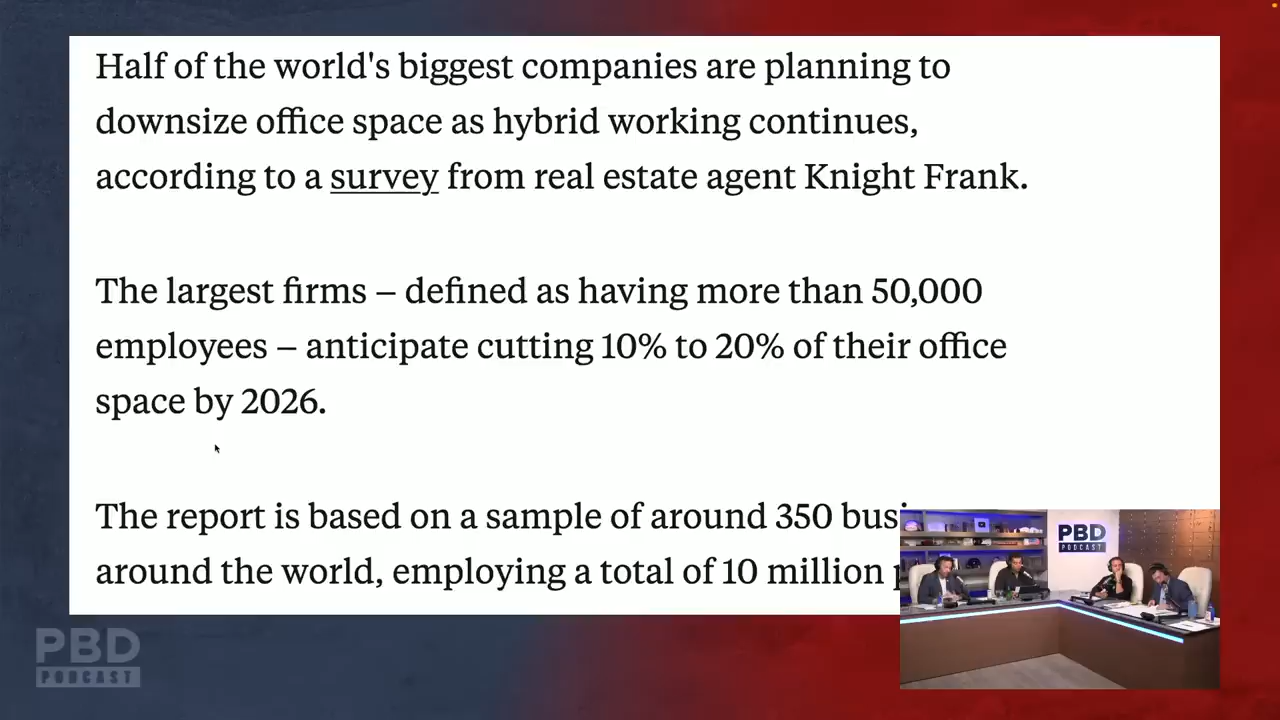 Half of the world's biggest companies are planning to
downsize office space as hybrid working continues,
according to a survey from real estate agent Knight Frank.
The largest firms – defined as having more than 50,000
employees – anticipate cutting 10% to 20% of their office
space by 2026.
The report is based on a sample of around 350 busi
around the world, employing a total of 10 million p
PBD
PODCAST
PBD
PODCAST